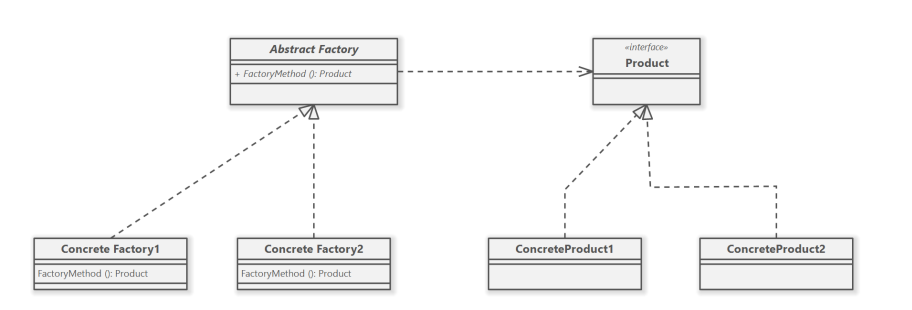 Abstract Factory
+ FactoryMethod (): Product
«interface»
Product
Concrete Factory1
FactoryMethod (): Product
Concrete Factory2
FactoryMethod (): Product
ConcreteProduct1
ConcreteProduct2